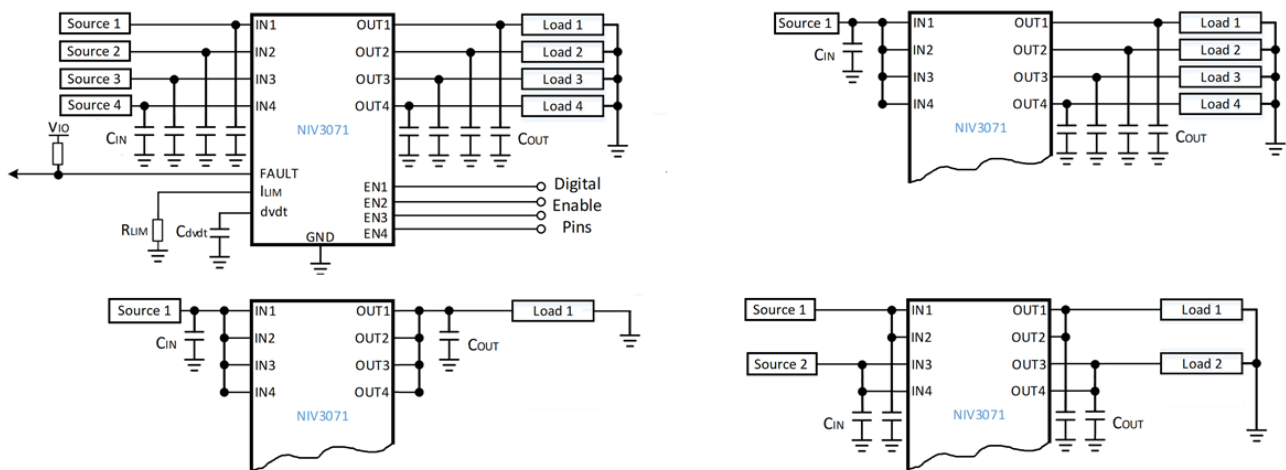 Source 1
IN1
OUT1
Load 1
Source 2
IN2
OUT2
Load 2
Source 3
IN3
OUT3
Load 3
Source 4
IN4
OUT4
Load 4
VIO
CIN
NIV3071
COUT
FAULT
ILIM
dvdt
RLIM
Cdvdt
GND
EN1
EN2
EN3
EN4
Digital
Enable
Pins
Source 1
IN1
OUT1
Load 1
CIN
IN2
OUT2
Load 2
IN3
OUT3
Load 3
IN4
OUT4
Load 4
NIV3071
COUT
Source 1
IN1
OUT1
Load 1
CIN
IN2
OUT2
COUT
IN3
OUT3
IN4
OUT4
NIV3071
Source 1
IN1
OUT1
Load 1
IN2
OUT2
Source 2
IN3
OUT3
Load 2
IN4
OUT4
CIN
NIV3071
COUT